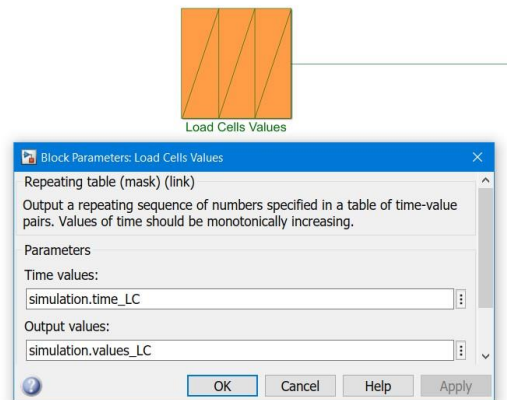 Load Cells Values
Block Parameters: Load Cells Values
Repeating table (mask) (link)
Output a repeating sequence of numbers specified in a table of time-value
pairs. Values of time should be monotonically increasing.
Parameters
Time values:
simulation.time_LC
Output values:
simulation.values_LC
OK Cancel Help Apply